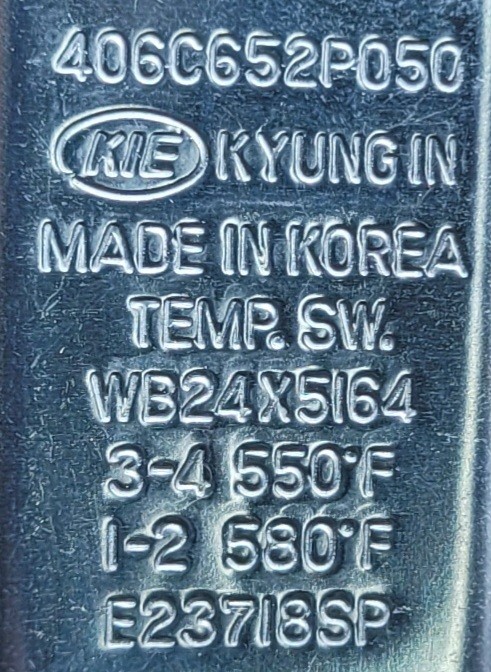 406C652P050
KIE KYUNG IN
MADE IN KOREA
TEMP. SW.
WB24X5164
3-4 550°F
1-2 580°F
E23718SP